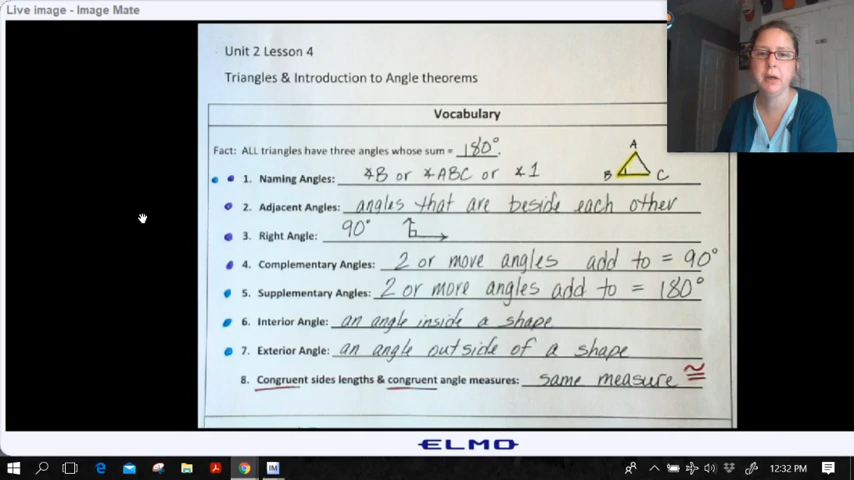 Live image - Image Mate
Unit 2 Lesson 4
Triangles & Introduction to Angle theorems
Vocabulary
Fact: ALL triangles have three angles whose sum = 180°.
1. Naming Angles: ∢B or ∢ABC or ∢1
A
B
1
C
2. Adjacent Angles: angles that are beside each other
3. Right Angle: 90°
4. Complementary Angles: 2 or more angles add to = 90°
5. Supplementary Angles: 2 or more angles add to = 180°
6. Interior Angle: an angle inside a shape
7. Exterior Angle: an angle outside of a shape
8. Congruent sides lengths & congruent angle measures: same measure ≅
ELMO
12:32 PM